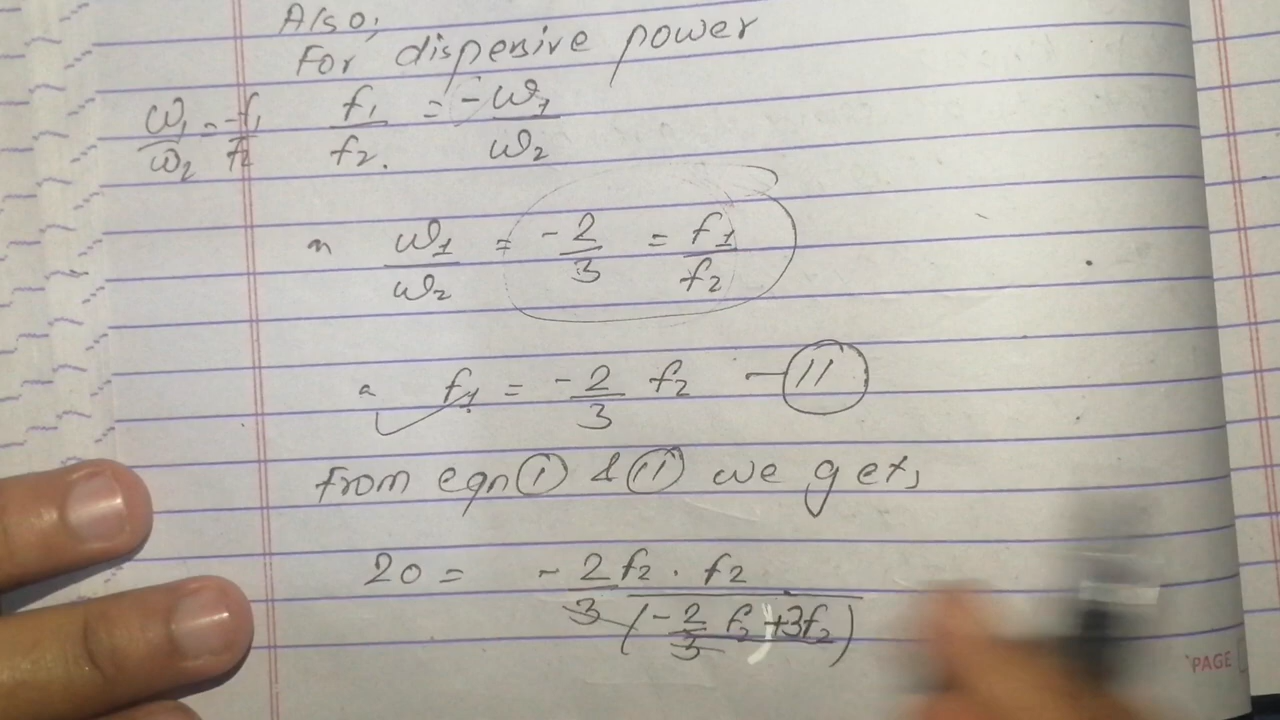 Also,
For dispersive power
ω₁/ω₂ = -f₁/f₂   f₁/f₂. = -ω₁/ω₂
ω₁/ω₂ = -2/3 = f₁/f₂
f₁ = -2/3 f₂ - (II)
from eqn (I) & (II) we get,
20 = -2f₂ . f₂ / 3(-2/3 f₂ + 3f₂)
PAGE